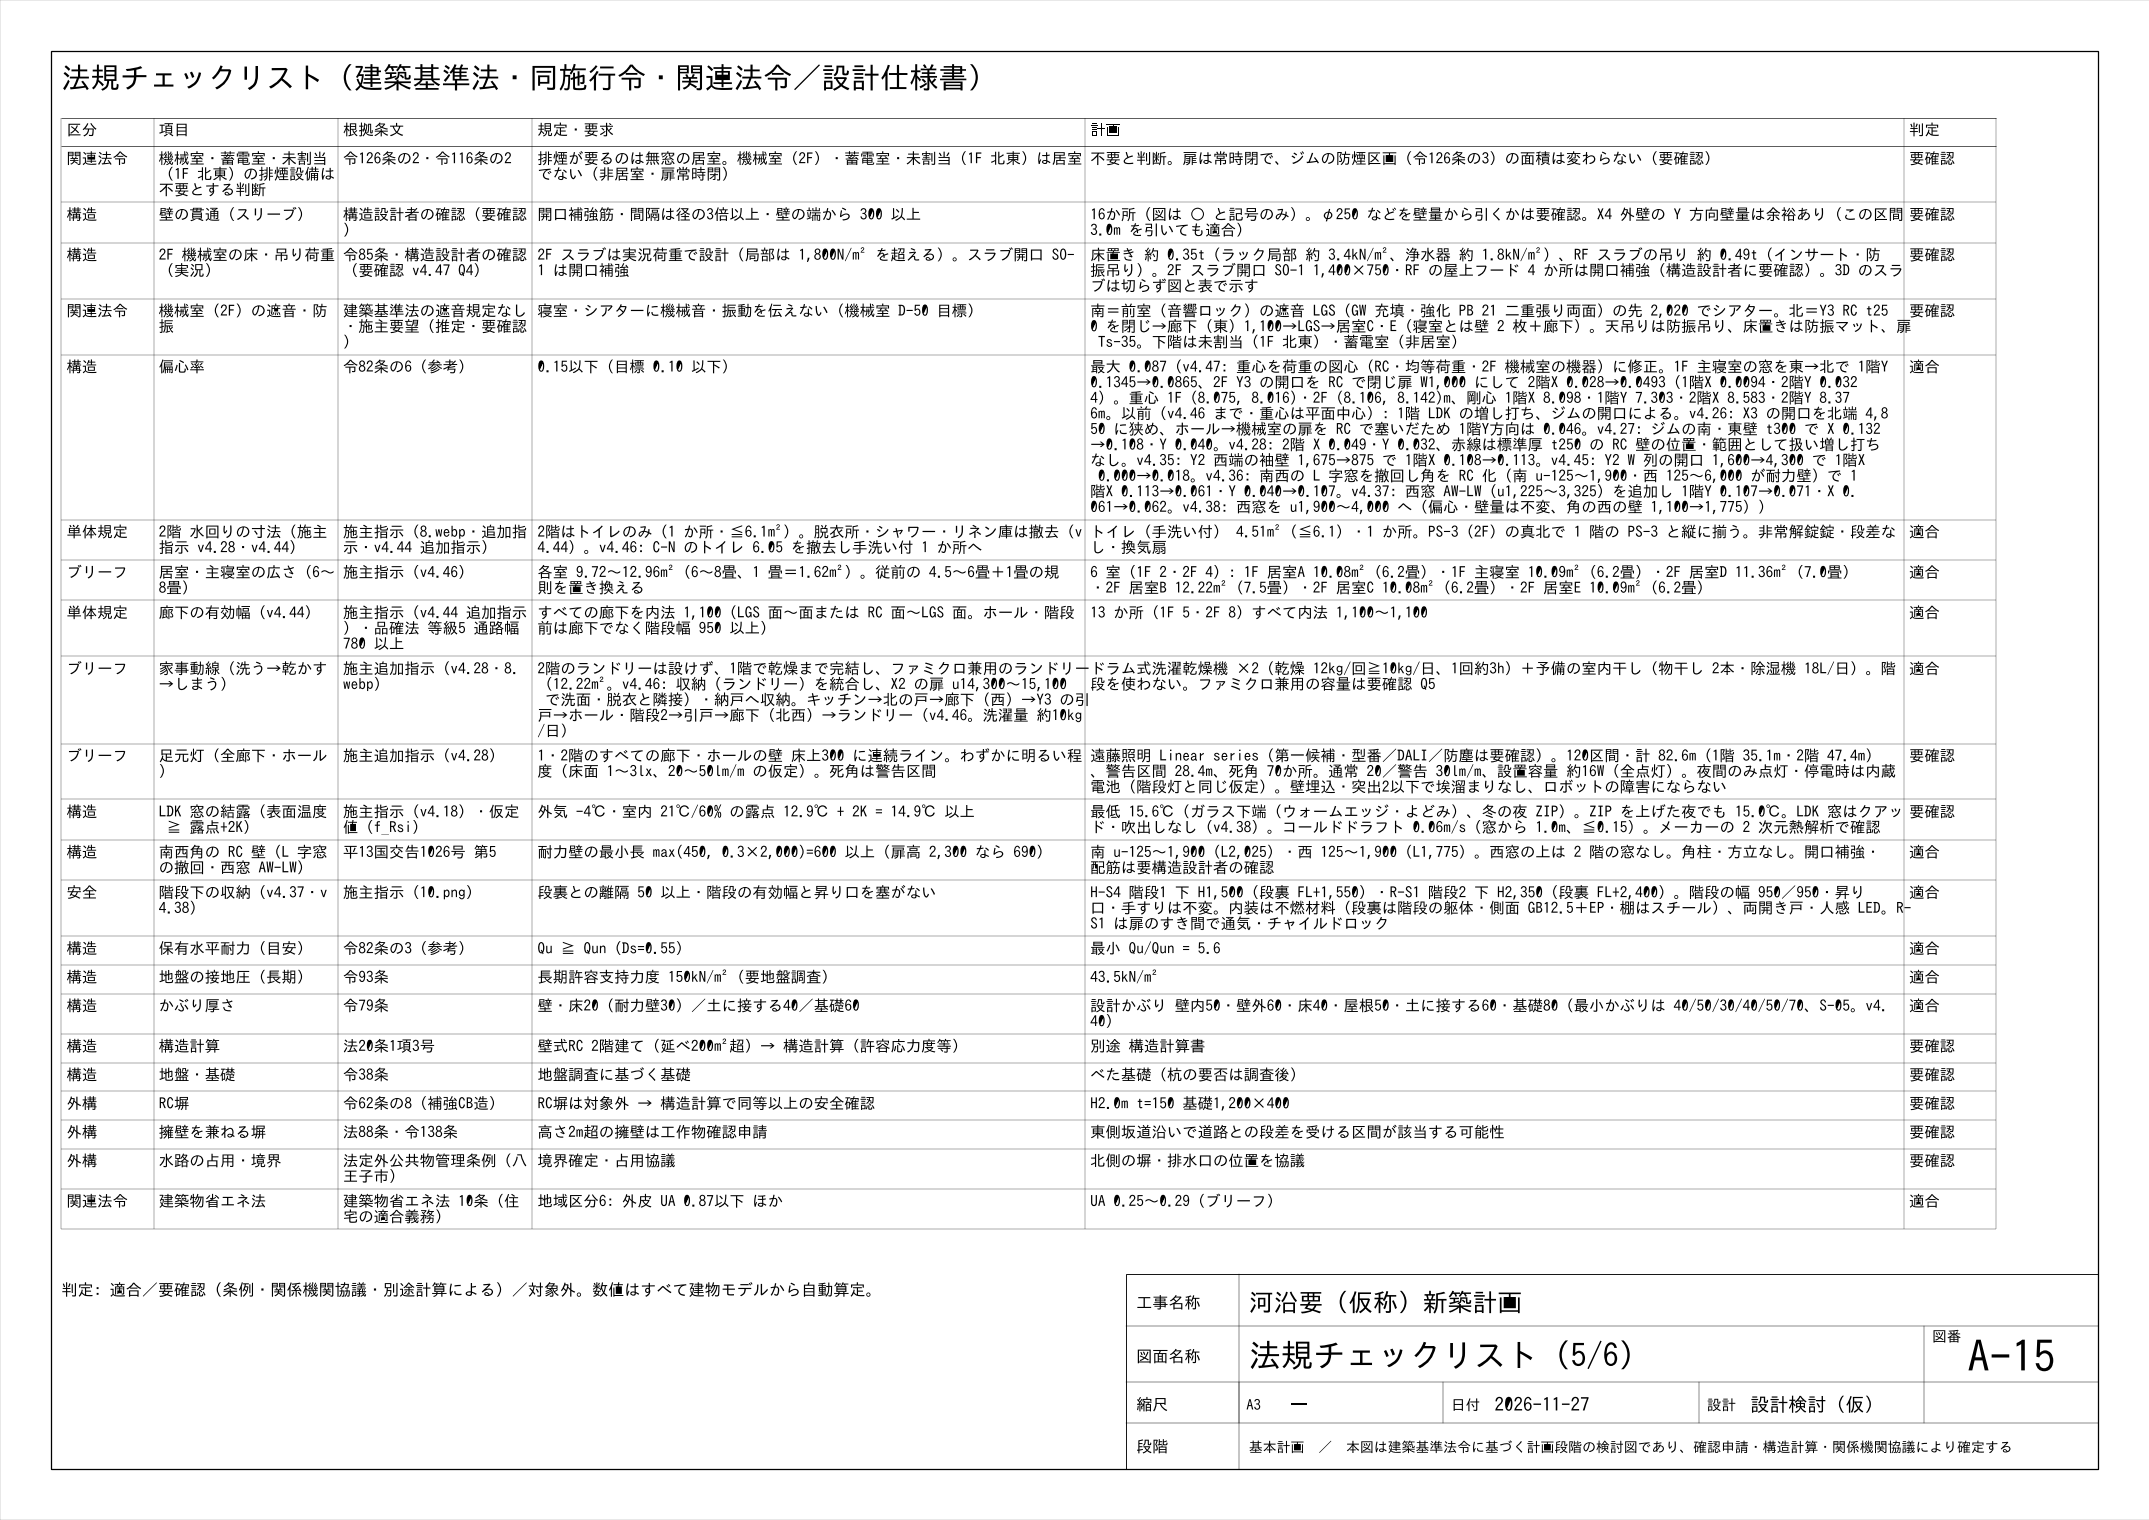 法規チェックリスト（建築基準法・同施行令・関連法令／設計仕様書）
区分 項目 根拠条文 規定・要求 計画 判定
関連法令 機械室・蓄電室・未割当 令126条の2・令116条の2 排煙が要るのは無窓の居室。機械室（2F）・蓄電室・未割当（1F 北東）は居室 不要と判断。扉は常時閉で、ジムの防煙区画（令126条の3）の面積は変わらない（要確認） 要確認
（1F 北東）の排煙設備は でない（非居室・扉常時閉）
不要とする判断
構造 壁の貫通（スリーブ） 構造設計者の確認（要確認 開口補強筋・間隔は径の3倍以上・壁の端から 300 以上 16か所（図は ○ と記号のみ）。φ250 などを壁量から引くかは要確認。X4 外壁の Y 方向壁量は余裕あり（この区間 要確認
） 3.0m を引いても適合）
構造 2F 機械室の床・吊り荷重 令85条・構造設計者の確認 2F スラブは実況荷重で設計（局部は 1,800N/㎡ を超える）。スラブ開口 SO- 床置き 約 0.35t（ラック局部 約 3.4kN/㎡、浄水器 約 1.8kN/㎡）、RF スラブの吊り 約 0.49t（インサート・防 要確認
（実況） （要確認 v4.47 Q4） 1 は開口補強 振吊り）。2F スラブ開口 SO-1 1,400×750・RF の屋上フード 4 か所は開口補強（構造設計者に要確認）。3D のスラ
ブは切らず図と表で示す
関連法令 機械室（2F）の遮音・防 建築基準法の遮音規定なし 寝室・シアターに機械音・振動を伝えない（機械室 D-50 目標） 南＝前室（音響ロック）の遮音 LGS（GW 充填・強化 PB 21 二重張り両面）の先 2,020 でシアター。北＝Y3 RC t25 要確認
振 ・施主要望（推定・要確認 0 を閉じ→廊下（東）1,100→LGS→居室C・E（寝室とは壁 2 枚＋廊下）。天吊りは防振吊り、床置きは防振マット、扉
） Ts-35。下階は未割当（1F 北東）・蓄電室（非居室）
構造 偏心率 令82条の6（参考） 0.15以下（目標 0.10 以下） 最大 0.087（v4.47: 重心を荷重の図心（RC・均等荷重・2F 機械室の機器）に修正。1F 主寝室の窓を東→北で 1階Y 適合
0.1345→0.0865、2F Y3 の開口を RC で閉じ扉 W1,000 にして 2階X 0.028→0.0493（1階X 0.0094・2階Y 0.032
4）。重心 1F（8.075, 8.016）・2F（8.106, 8.142）m、剛心 1階X 8.098・1階Y 7.303・2階X 8.583・2階Y 8.37
6m。以前（v4.46 まで・重心は平面中心）: 1階 LDK の増し打ち、ジムの開口による。v4.26: X3 の開口を北端 4,8
50 に狭め、ホール→機械室の扉を RC で塞いだため 1階Y方向は 0.046。v4.27: ジムの南・東壁 t300 で X 0.132
→0.108・Y 0.040。v4.28: 2階 X 0.049・Y 0.032、赤線は標準厚 t250 の RC 壁の位置・範囲として扱い増し打ち
なし。v4.35: Y2 西端の袖壁 1,675→875 で 1階X 0.108→0.113。v4.45: Y2 W 列の開口 1,600→4,300 で 1階X
0.000→0.018。v4.36: 南西の L 字窓を撤回し角を RC 化（南 u-125～1,900・西 125～6,000 が耐力壁）で 1
階X 0.113→0.061・Y 0.040→0.107。v4.37: 西窓 AW-LW（u1,225～3,325）を追加し 1階Y 0.107→0.071・X 0.
061→0.062。v4.38: 西窓を u1,900～4,000 へ（偏心・壁量は不変、角の西の壁 1,100→1,775））
単体規定 2階 水回りの寸法（施主 施主指示（8.webp・追加指 2階はトイレのみ（1 か所・≦6.1㎡）。脱衣所・シャワー・リネン庫は撤去（v トイレ（手洗い付） 4.51㎡（≦6.1）・1 か所。PS-3（2F）の真北で 1 階の PS-3 と縦に揃う。非常解錠錠・段差な 適合
指示 v4.28・v4.44） 示・v4.44 追加指示） 4.44）。v4.46: C-N のトイレ 6.05 を撤去し手洗い付 1 か所へ し・換気扇
ブリーフ 居室・主寝室の広さ（6～ 施主指示（v4.46） 各室 9.72～12.96㎡（6～8畳、1 畳＝1.62㎡）。従前の 4.5～6畳＋1畳の規 6 室（1F 2・2F 4）: 1F 居室A 10.08㎡（6.2畳）・1F 主寝室 10.09㎡（6.2畳）・2F 居室D 11.36㎡（7.0畳） 適合
8畳） 則を置き換える ・2F 居室B 12.22㎡（7.5畳）・2F 居室C 10.08㎡（6.2畳）・2F 居室E 10.09㎡（6.2畳）
単体規定 廊下の有効幅（v4.44） 施主指示（v4.44 追加指示 すべての廊下を内法 1,100（LGS 面～面または RC 面～LGS 面。ホール・階段 13 か所（1F 5・2F 8）すべて内法 1,100～1,100 適合
）・品確法 等級5 通路幅 前は廊下でなく階段幅 950 以上）
780 以上
ブリーフ 家事動線（洗う→乾かす 施主追加指示（v4.28・8. 2階のランドリーは設けず、1階で乾燥まで完結し、ファミクロ兼用のランドリー ドラム式洗濯乾燥機 ×2（乾燥 12kg/回≧10kg/日、1回約3h）＋予備の室内干し（物干し 2本・除湿機 18L/日）。階 適合
→しまう） webp） （12.22㎡。v4.46: 収納（ランドリー）を統合し、X2 の扉 u14,300～15,100 段を使わない。ファミクロ兼用の容量は要確認 Q5
で洗面・脱衣と隣接）・納戸へ収納。キッチン→北の戸→廊下（西）→Y3 の引
戸→ホール・階段2→引戸→廊下（北西）→ランドリー（v4.46。洗濯量 約10kg
/日）
ブリーフ 足元灯（全廊下・ホール 施主追加指示（v4.28） 1・2階のすべての廊下・ホールの壁 床上300 に連続ライン。わずかに明るい程 遠藤照明 Linear series（第一候補・型番／DALI／防塵は要確認）。120区間・計 82.6m（1階 35.1m・2階 47.4m） 要確認
） 度（床面 1～3lx、20～50lm/m の仮定）。死角は警告区間 、警告区間 28.4m、死角 70か所。通常 20／警告 30lm/m、設置容量 約16W（全点灯）。夜間のみ点灯・停電時は内蔵
電池（階段灯と同じ仮定）。壁埋込・突出2以下で埃溜まりなし、ロボットの障害にならない
構造 LDK 窓の結露（表面温度 施主指示（v4.18）・仮定 外気 -4℃・室内 21℃/60% の露点 12.9℃ + 2K = 14.9℃ 以上 最低 15.6℃（ガラス下端（ウォームエッジ・よどみ）、冬の夜 ZIP）。ZIP を上げた夜でも 15.0℃。LDK 窓はクアッ 要確認
≧ 露点+2K） 値（f_Rsi） ド・吹出しなし（v4.38）。コールドドラフト 0.06m/s（窓から 1.0m、≦0.15）。メーカーの 2 次元熱解析で確認
構造 南西角の RC 壁（L 字窓 平13国交告1026号 第5 耐力壁の最小長 max(450, 0.3×2,000)=600 以上（扉高 2,300 なら 690） 南 u-125～1,900（L2,025）・西 125～1,900（L1,775）。西窓の上は 2 階の窓なし。角柱・方立なし。開口補強・ 適合
の撤回・西窓 AW-LW） 配筋は要構造設計者の確認
安全 階段下の収納（v4.37・v 施主指示（10.png） 段裏との離隔 50 以上・階段の有効幅と昇り口を塞がない H-S4 階段1 下 H1,500（段裏 FL+1,550）・R-S1 階段2 下 H2,350（段裏 FL+2,400）。階段の幅 950／950・昇り 適合
4.38） 口・手すりは不変。内装は不燃材料（段裏は階段の躯体・側面 GB12.5＋EP・棚はスチール）、両開き戸・人感 LED。R-
S1 は扉のすき間で通気・チャイルドロック
構造 保有水平耐力（目安） 令82条の3（参考） Qu ≧ Qun（Ds=0.55） 最小 Qu/Qun = 5.6 適合
構造 地盤の接地圧（長期） 令93条 長期許容支持力度 150kN/㎡（要地盤調査） 43.5kN/㎡ 適合
構造 かぶり厚さ 令79条 壁・床20（耐力壁30）／土に接する40／基礎60 設計かぶり 壁内50・壁外60・床40・屋根50・土に接する60・基礎80（最小かぶりは 40/50/30/40/50/70、S-05。v4. 適合
40）
構造 構造計算 法20条1項3号 壁式RC 2階建て（延べ200㎡超）→ 構造計算（許容応力度等） 別途 構造計算書 要確認
構造 地盤・基礎 令38条 地盤調査に基づく基礎 べた基礎（杭の要否は調査後） 要確認
外構 RC塀 令62条の8（補強CB造） RC塀は対象外 → 構造計算で同等以上の安全確認 H2.0m t=150 基礎1,200×400 要確認
外構 擁壁を兼ねる塀 法88条・令138条 高さ2m超の擁壁は工作物確認申請 東側坂道沿いで道路との段差を受ける区間が該当する可能性 要確認
外構 水路の占用・境界 法定外公共物管理条例（八 境界確定・占用協議 北側の塀・排水口の位置を協議 要確認
王子市）
関連法令 建築物省エネ法 建築物省エネ法 10条（住 地域区分6: 外皮 UA 0.87以下 ほか UA 0.25～0.29（ブリーフ） 適合
宅の適合義務）
判定: 適合／要確認（条例・関係機関協議・別途計算による）／対象外。数値はすべて建物モデルから自動算定。
工事名称 河沿要（仮称）新築計画
図面名称 法規チェックリスト（5/6） 図番 A-15
縮尺 A3 — 日付 2026-11-27 設計 設計検討（仮）
段階 基本計画 ／ 本図は建築基準法令に基づく計画段階の検討図であり、確認申請・構造計算・関係機関協議により確定する